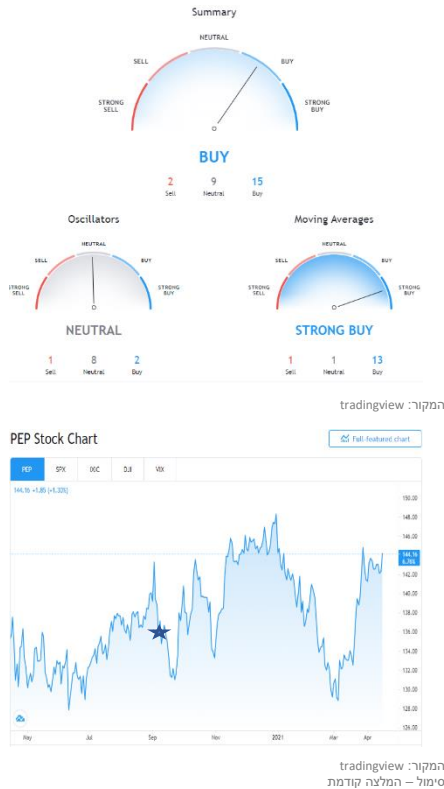 Summary
NEUTRAL
SELL
BUY
STRONG SELL
STRONG BUY
BUY
2 9 15
Sell Neutral Buy
Oscillators
NEUTRAL
SELL
BUY
STRONG SELL
STRONG BUY
NEUTRAL
1 8 2
Sell Neutral Buy
Moving Averages
NEUTRAL
SELL
BUY
STRONG SELL
STRONG BUY
STRONG BUY
1 1 13
Sell Neutral Buy
המקור: tradingview
PEP Stock Chart
Full-featured chart
PEP SPX IXIC DJI VIX
144.16 +1.85 (+1.30%)
150.00
148.00
146.00
144.16
6.76%
142.00
140.00
138.00
136.00
134.00
132.00
130.00
128.00
126.00
May Jul Sep Nov 2021 Mar Apr
המקור: tradingview
סימול – המלצה קודמת